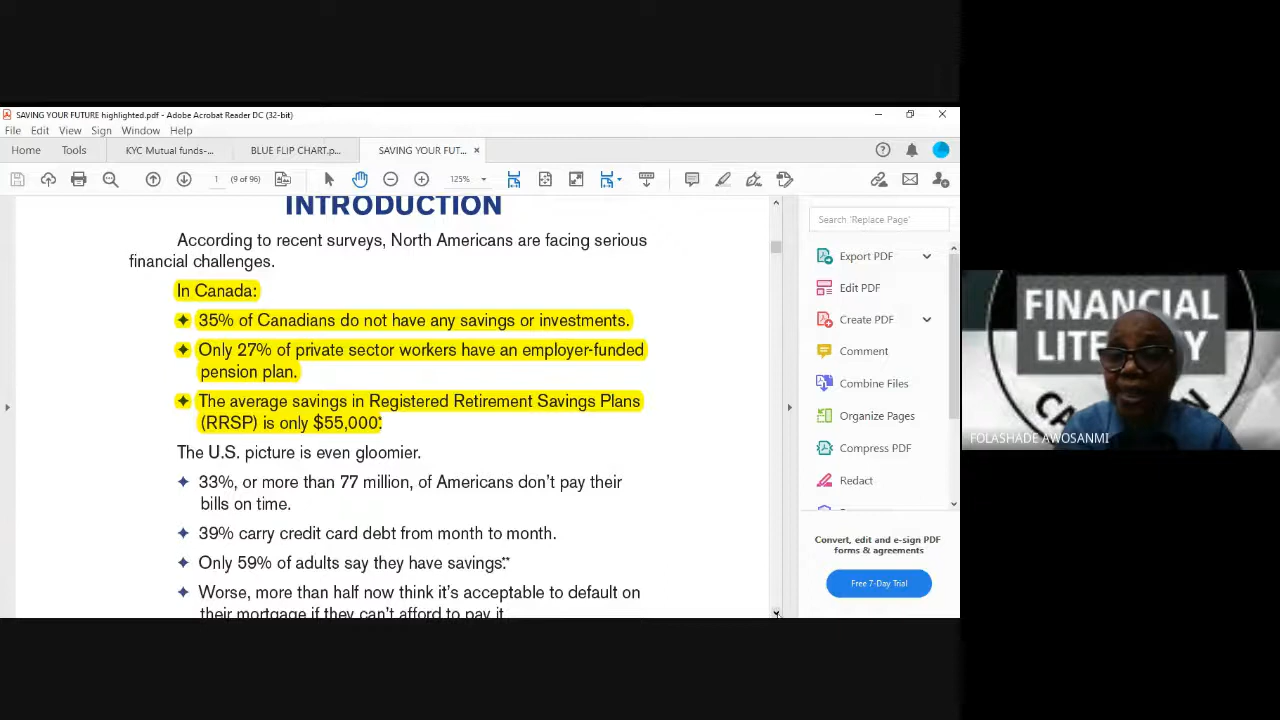 SAVING YOUR FUTURE highlighted.pdf - Adobe Acrobat Reader DC (32-bit)
File Edit View Sign Window Help
Home Tools KYC Mutual funds-... BLUE FLIP CHART.p... SAVING YOUR FUT... ×
1 (9 of 96) 125%
INTRODUCTION
According to recent surveys, North Americans are facing serious
financial challenges.
In Canada:
✦ 35% of Canadians do not have any savings or investments.
✦ Only 27% of private sector workers have an employer-funded
pension plan.
✦ The average savings in Registered Retirement Savings Plans
(RRSP) is only $55,000.*
The U.S. picture is even gloomier.
✦ 33%, or more than 77 million, of Americans don't pay their
bills on time.
✦ 39% carry credit card debt from month to month.
✦ Only 59% of adults say they have savings.**
✦ Worse, more than half now think it's acceptable to default on
their mortgage if they can't afford to pay it
Search 'Replace Page'
Export PDF
Edit PDF
Create PDF
Comment
Combine Files
Organize Pages
Compress PDF
Redact
Convert, edit and e-sign PDF
forms & agreements
Free 7-Day Trial
FINANCIAL
FOLASHADE AWOSANMI